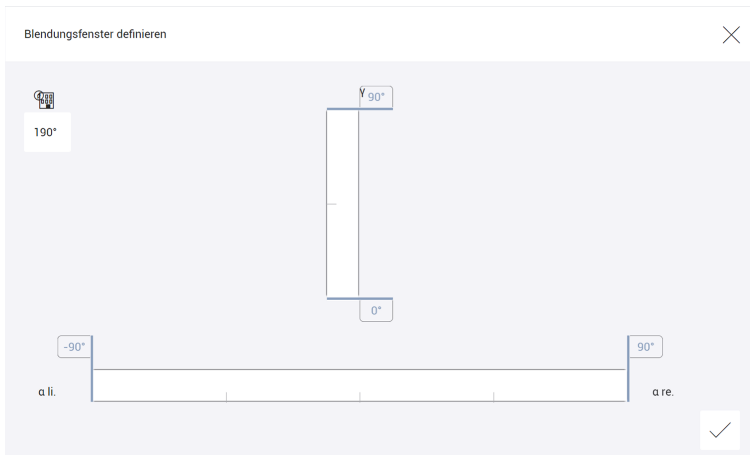 Blendungsfenster definieren
190°
γ 90°
0°
-90° 90°
α li. α re.